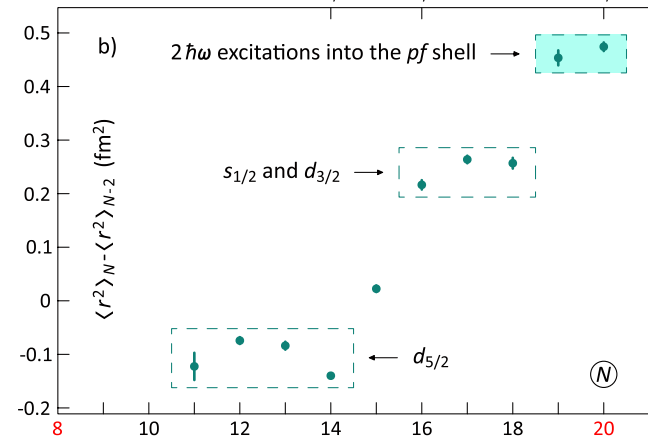 0.5
b)
2ħω excitations into the pf shell
0.4
0.3
s1/2 and d3/2
0.2
⟨r²⟩N-⟨r²⟩N-2 (fm²)
0.1
0
-0.1
d5/2
N
-0.2
8 10 12 14 16 18 20